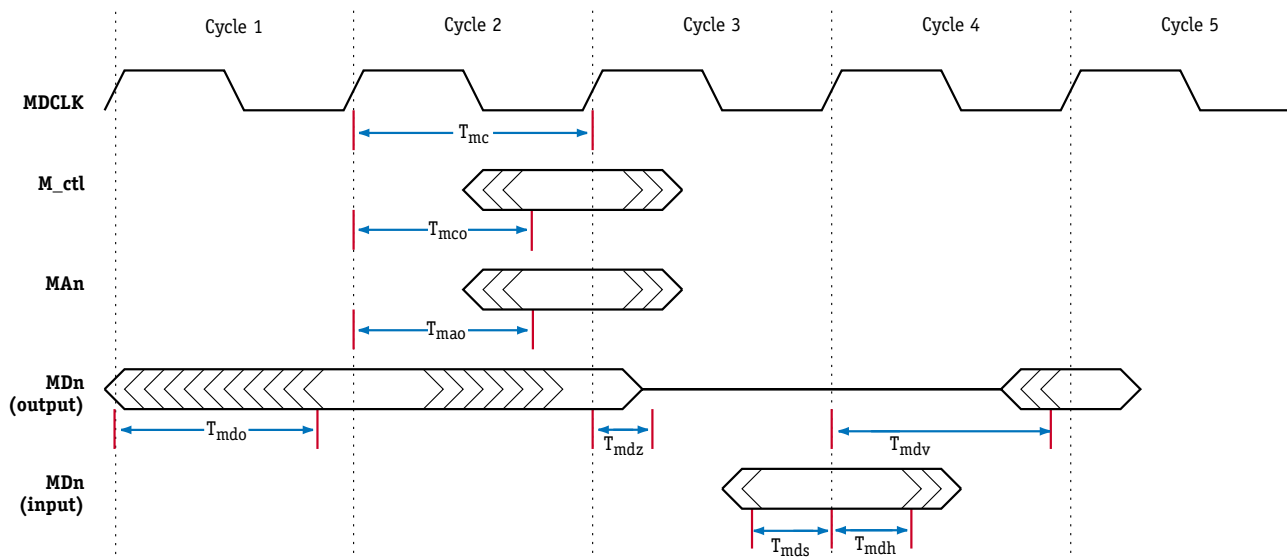 Cycle 1 Cycle 2 Cycle 3 Cycle 4 Cycle 5
MDCLK
Tmc
M_ctl
Tmco
MAn
Tmao
MDn
(output)
Tmdo Tmdz Tmdv
MDn
(input)
Tmds Tmdh